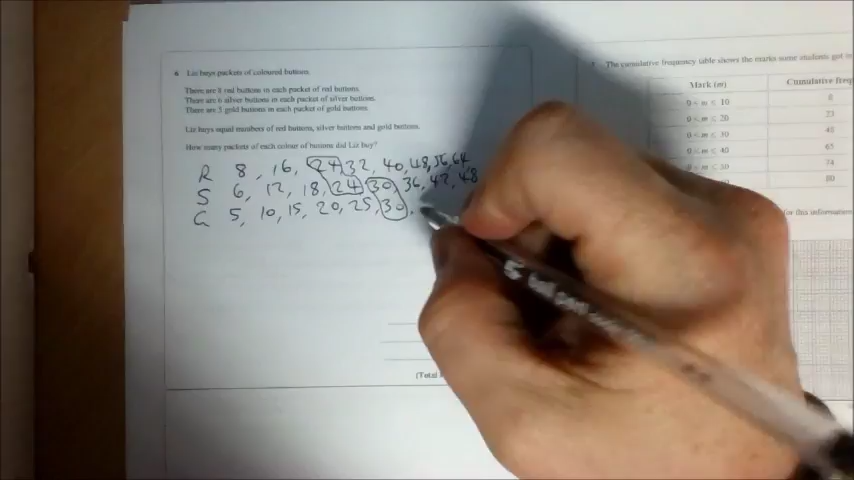 6 Liz buys packets of coloured buttons.
There are 8 red buttons in each packet of red buttons.
There are 6 silver buttons in each packet of silver buttons.
There are 5 gold buttons in each packet of gold buttons.
Liz buys equal numbers of red buttons, silver buttons and gold buttons.
How many packets of each colour of buttons did Liz buy?
R 8, 16, 24, 32, 40, 48, 56, 64
S 6, 12, 18, 24, 30, 36, 42, 48
G 5, 10, 15, 20, 25, 30,
(Total
The cumulative frequency table shows the marks some students got in
Mark (m) Cumulative freq
0 < m ≤ 10 8
0 < m ≤ 20 23
0 < m ≤ 30 48
0 < m ≤ 40 65
0 < m ≤ 50 74
80
for this information